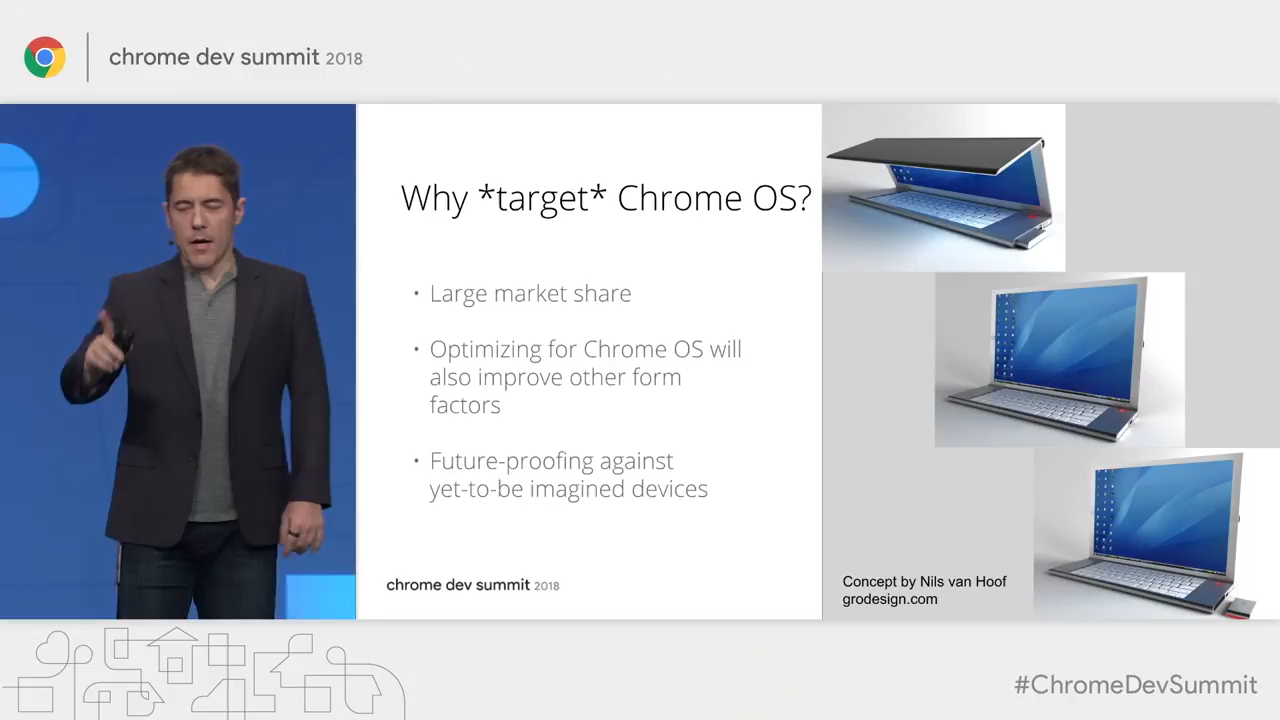 chrome dev summit 2018
Why *target* Chrome OS?
• Large market share
• Optimizing for Chrome OS will
also improve other form
factors
• Future-proofing against
yet-to-be imagined devices
chrome dev summit 2018
Concept by Nils van Hoof
grodesign.com
#ChromeDevSummit